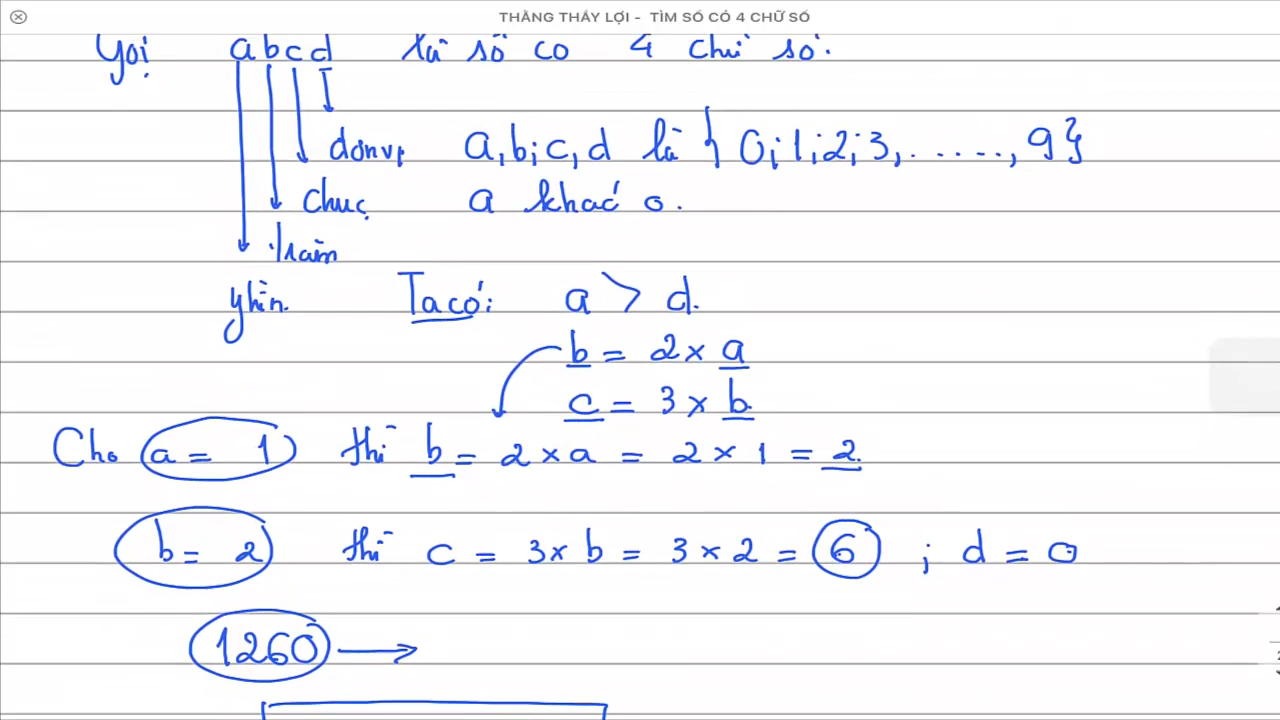 THẮNG THẦY LỢI - TÌM SỐ CÓ 4 CHỮ SỐ
Gọi abcd là số có 4 chữ số.
đơn vị a,b;c,d là { 0;1;2;3,......, 9}
chục a khác 0.
trăm
nghìn. Ta có: a > d.
b = 2 × a
c = 3 × b
Cho a = 1 thì b = 2 × a = 2 × 1 = 2.
b = 2 thì c = 3 × b = 3 × 2 = 6 ; d = 0
1260 →